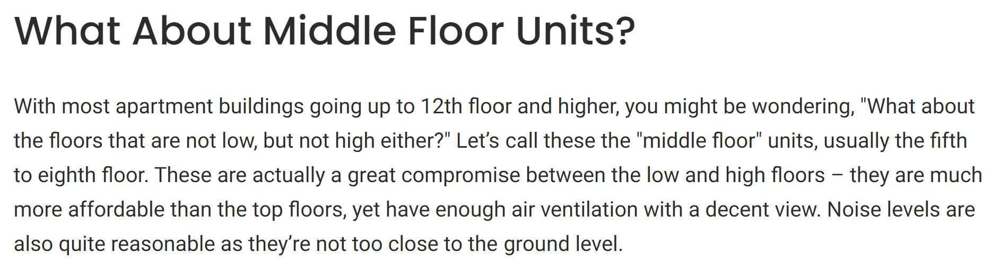 What About Middle Floor Units?
With most apartment buildings going up to 12th floor and higher, you might be wondering, "What about
the floors that are not low, but not high either?" Let’s call these the "middle floor" units, usually the fifth
to eighth floor. These are actually a great compromise between the low and high floors – they are much
more affordable than the top floors, yet have enough air ventilation with a decent view. Noise levels are
also quite reasonable as they’re not too close to the ground level.